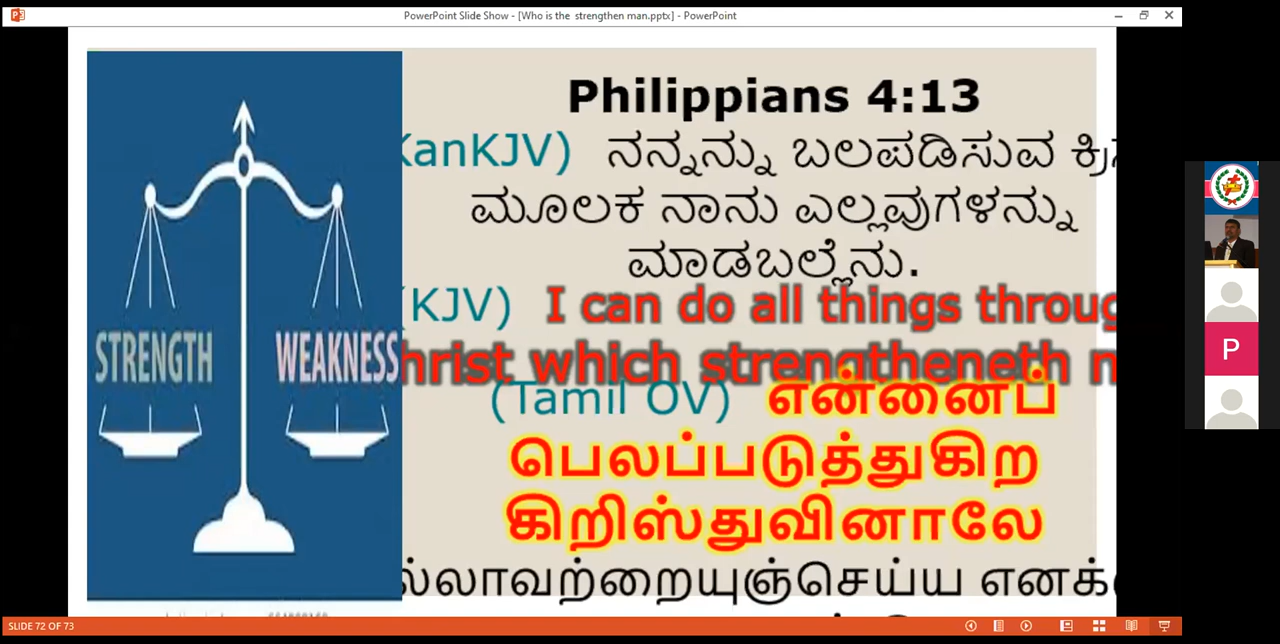 PowerPoint Slide Show - [Who is the strengthen man.pptx] - PowerPoint
STRENGTH
WEAKNESS
Philippians 4:13
KanKJV) ನನ್ನನ್ನು ಬಲಪಡಿಸುವ
ಮೂಲಕ ನಾನು ಎಲ್ಲವುಗಳನ್ನು
ಮಾಡಬಲ್ಲೆನು.
(KJV) I can do all things throug
hrist which strengtheneth
(Tamil OV) என்னைப்
பெலப்படுத்துகிற
கிறிஸ்துவினாலே
ல்லாவற்றையுஞ்செய்ய எனக்
P
SLIDE 72 OF 73